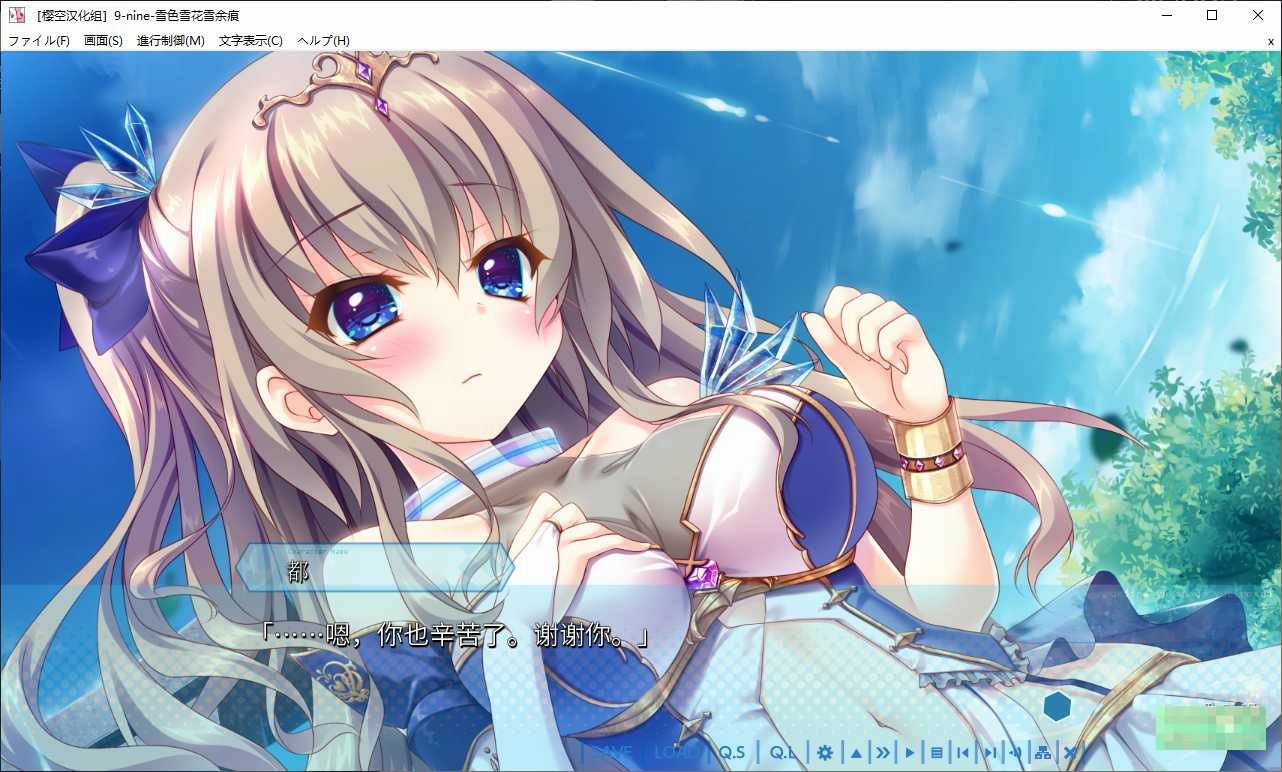 [樱空汉化组] 9-nine-雪色雪花雪余痕
ファイル(F) 画面(S) 進行制御(M) 文字表示(C) ヘルプ(H) x
Character Name
都
「……嗯，你也辛苦了。谢谢你。」
SAVE LOAD Q.S Q.L